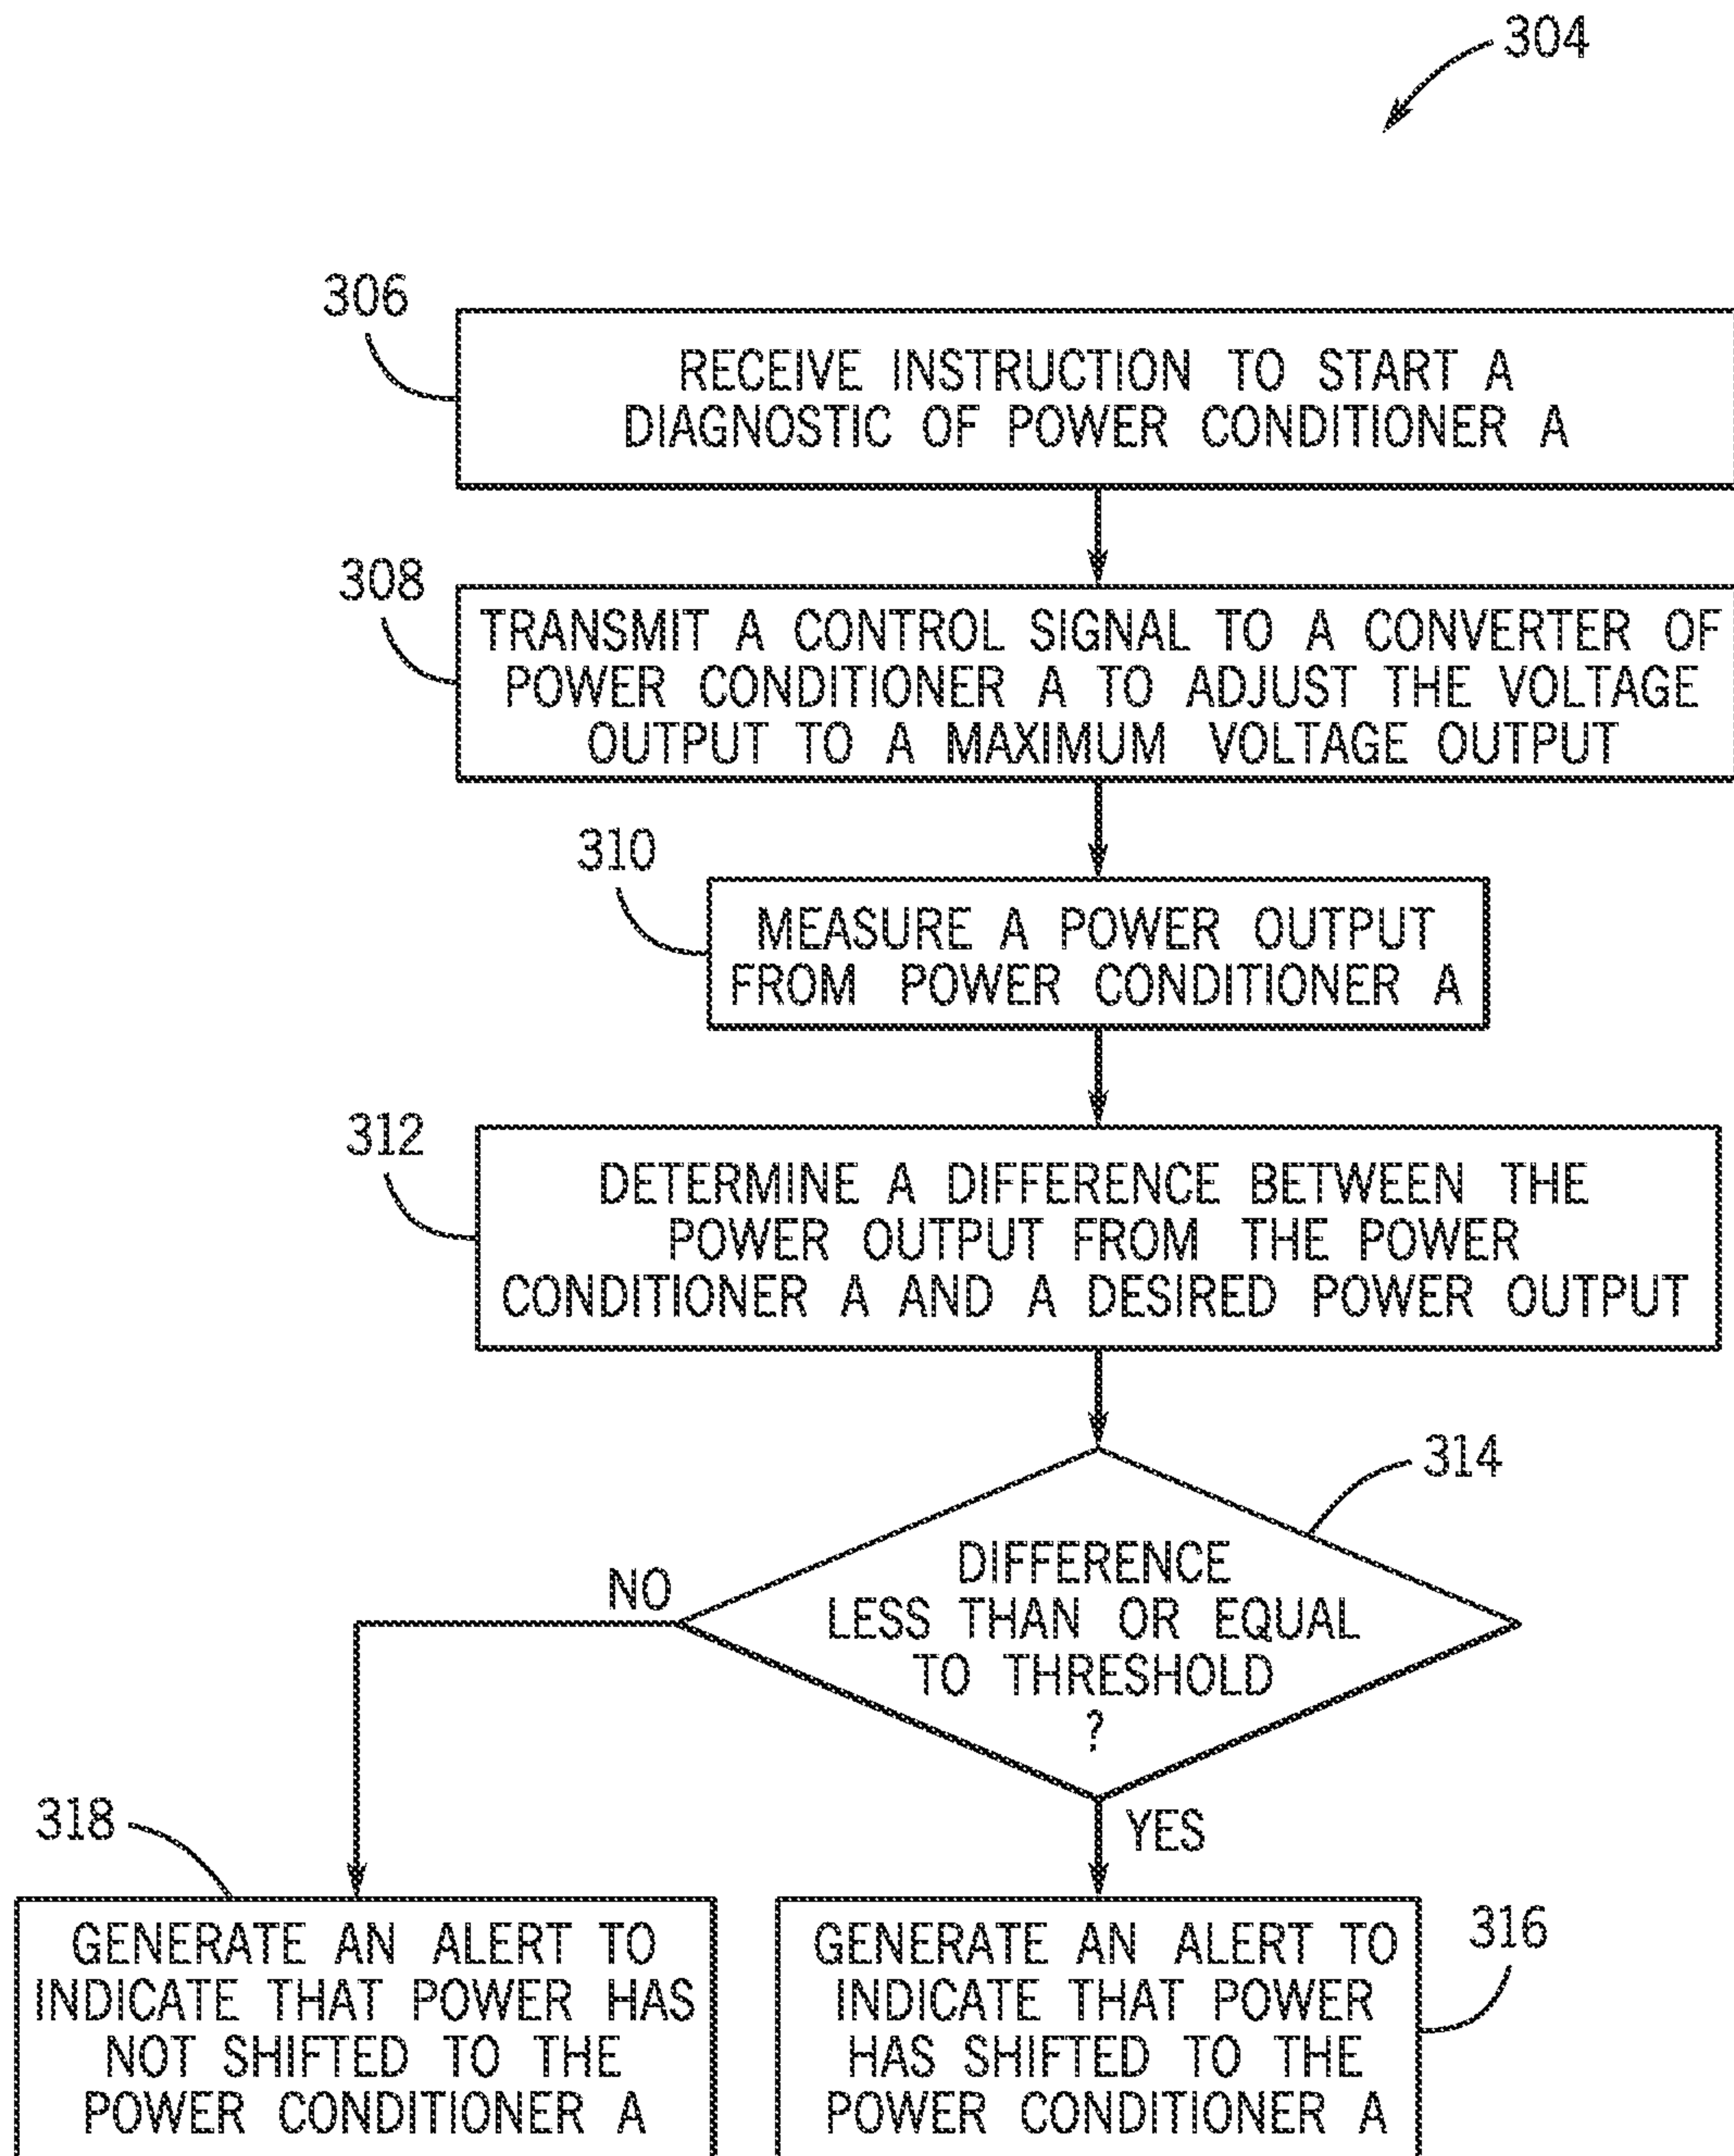 304
306
RECEIVE INSTRUCTION TO START A
DIAGNOSTIC OF POWER CONDITIONER A
308
TRANSMIT A CONTROL SIGNAL TO A CONVERTER OF
POWER CONDITIONER A TO ADJUST THE VOLTAGE
OUTPUT TO A MAXIMUM VOLTAGE OUTPUT
310
MEASURE A POWER OUTPUT
FROM POWER CONDITIONER A
312
DETERMINE A DIFFERENCE BETWEEN THE
POWER OUTPUT FROM THE POWER
CONDITIONER A AND A DESIRED POWER OUTPUT
314
DIFFERENCE
LESS THAN OR EQUAL
TO THRESHOLD
?
NO
YES
318
GENERATE AN ALERT TO
INDICATE THAT POWER HAS
NOT SHIFTED TO THE
POWER CONDITIONER A
316
GENERATE AN ALERT TO
INDICATE THAT POWER
HAS SHIFTED TO THE
POWER CONDITIONER A